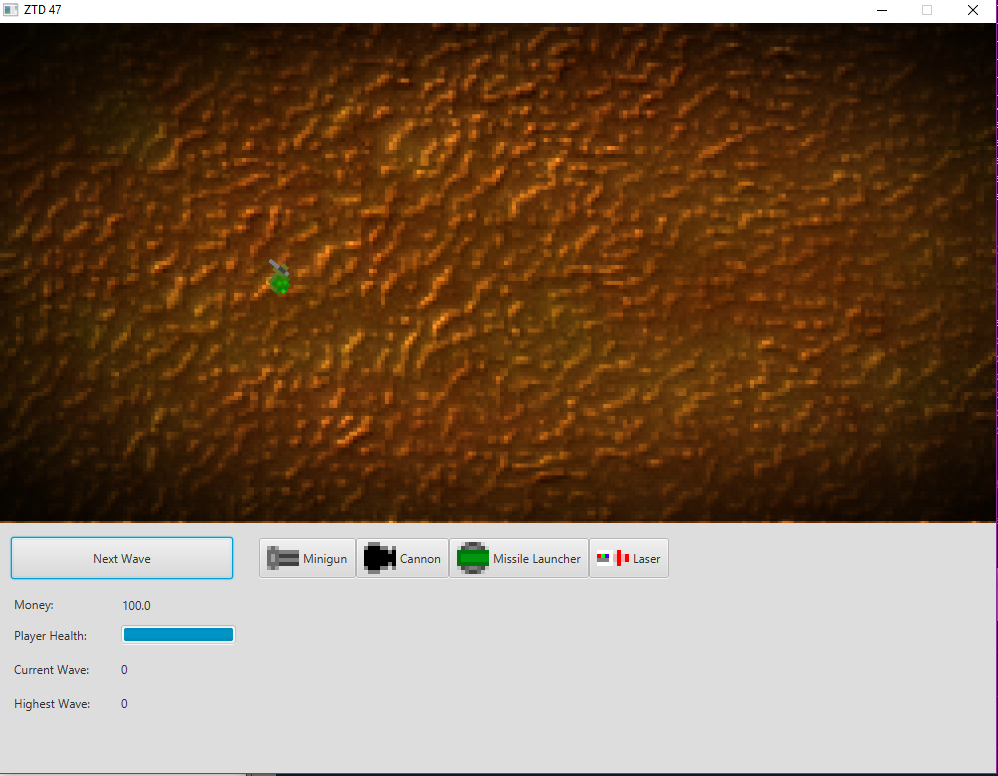 ZTD 47
Next Wave
Minigun
Cannon
Missile Launcher
Laser
Money: 100.0
Player Health:
Current Wave: 0
Highest Wave: 0